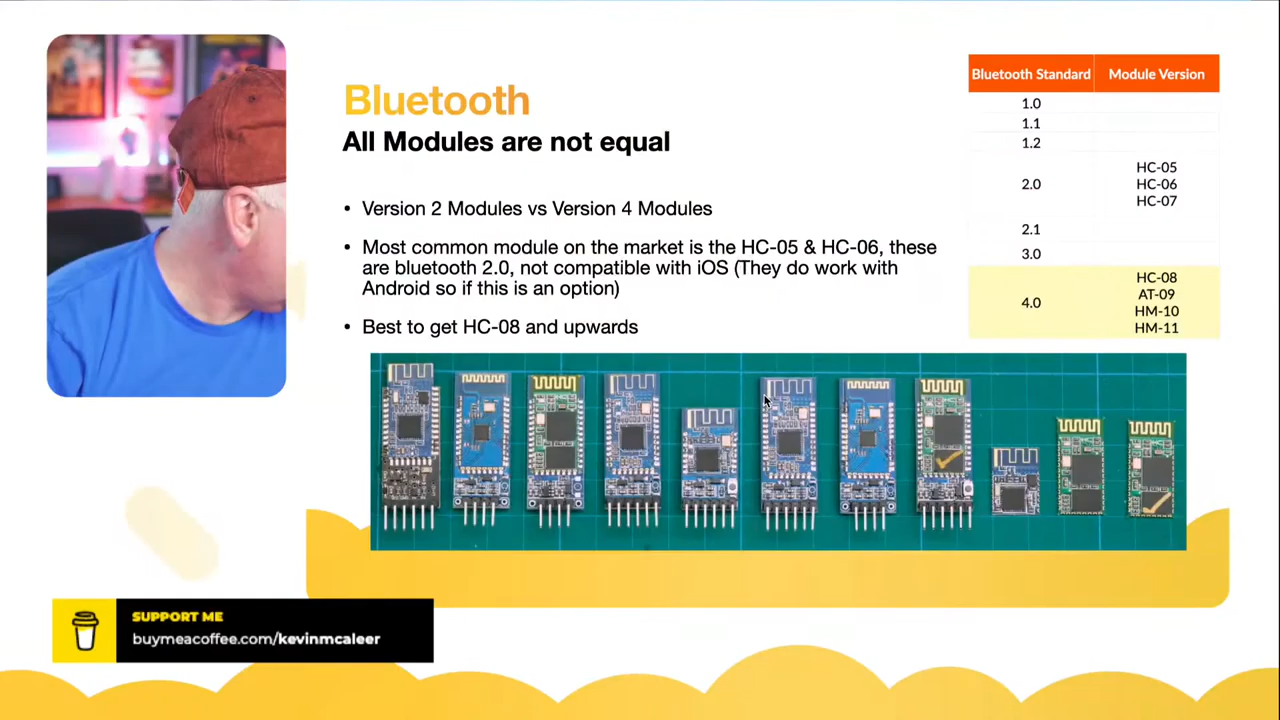 Bluetooth
All Modules are not equal
• Version 2 Modules vs Version 4 Modules
• Most common module on the market is the HC-05 & HC-06, these
are bluetooth 2.0, not compatible with iOS (They do work with
Android so if this is an option)
• Best to get HC-08 and upwards
Bluetooth Standard Module Version
1.0
1.1
1.2
2.0 HC-05
HC-06
HC-07
2.1
3.0
4.0 HC-08
AT-09
HM-10
HM-11
SUPPORT ME
buymeacoffee.com/kevinmcaleer